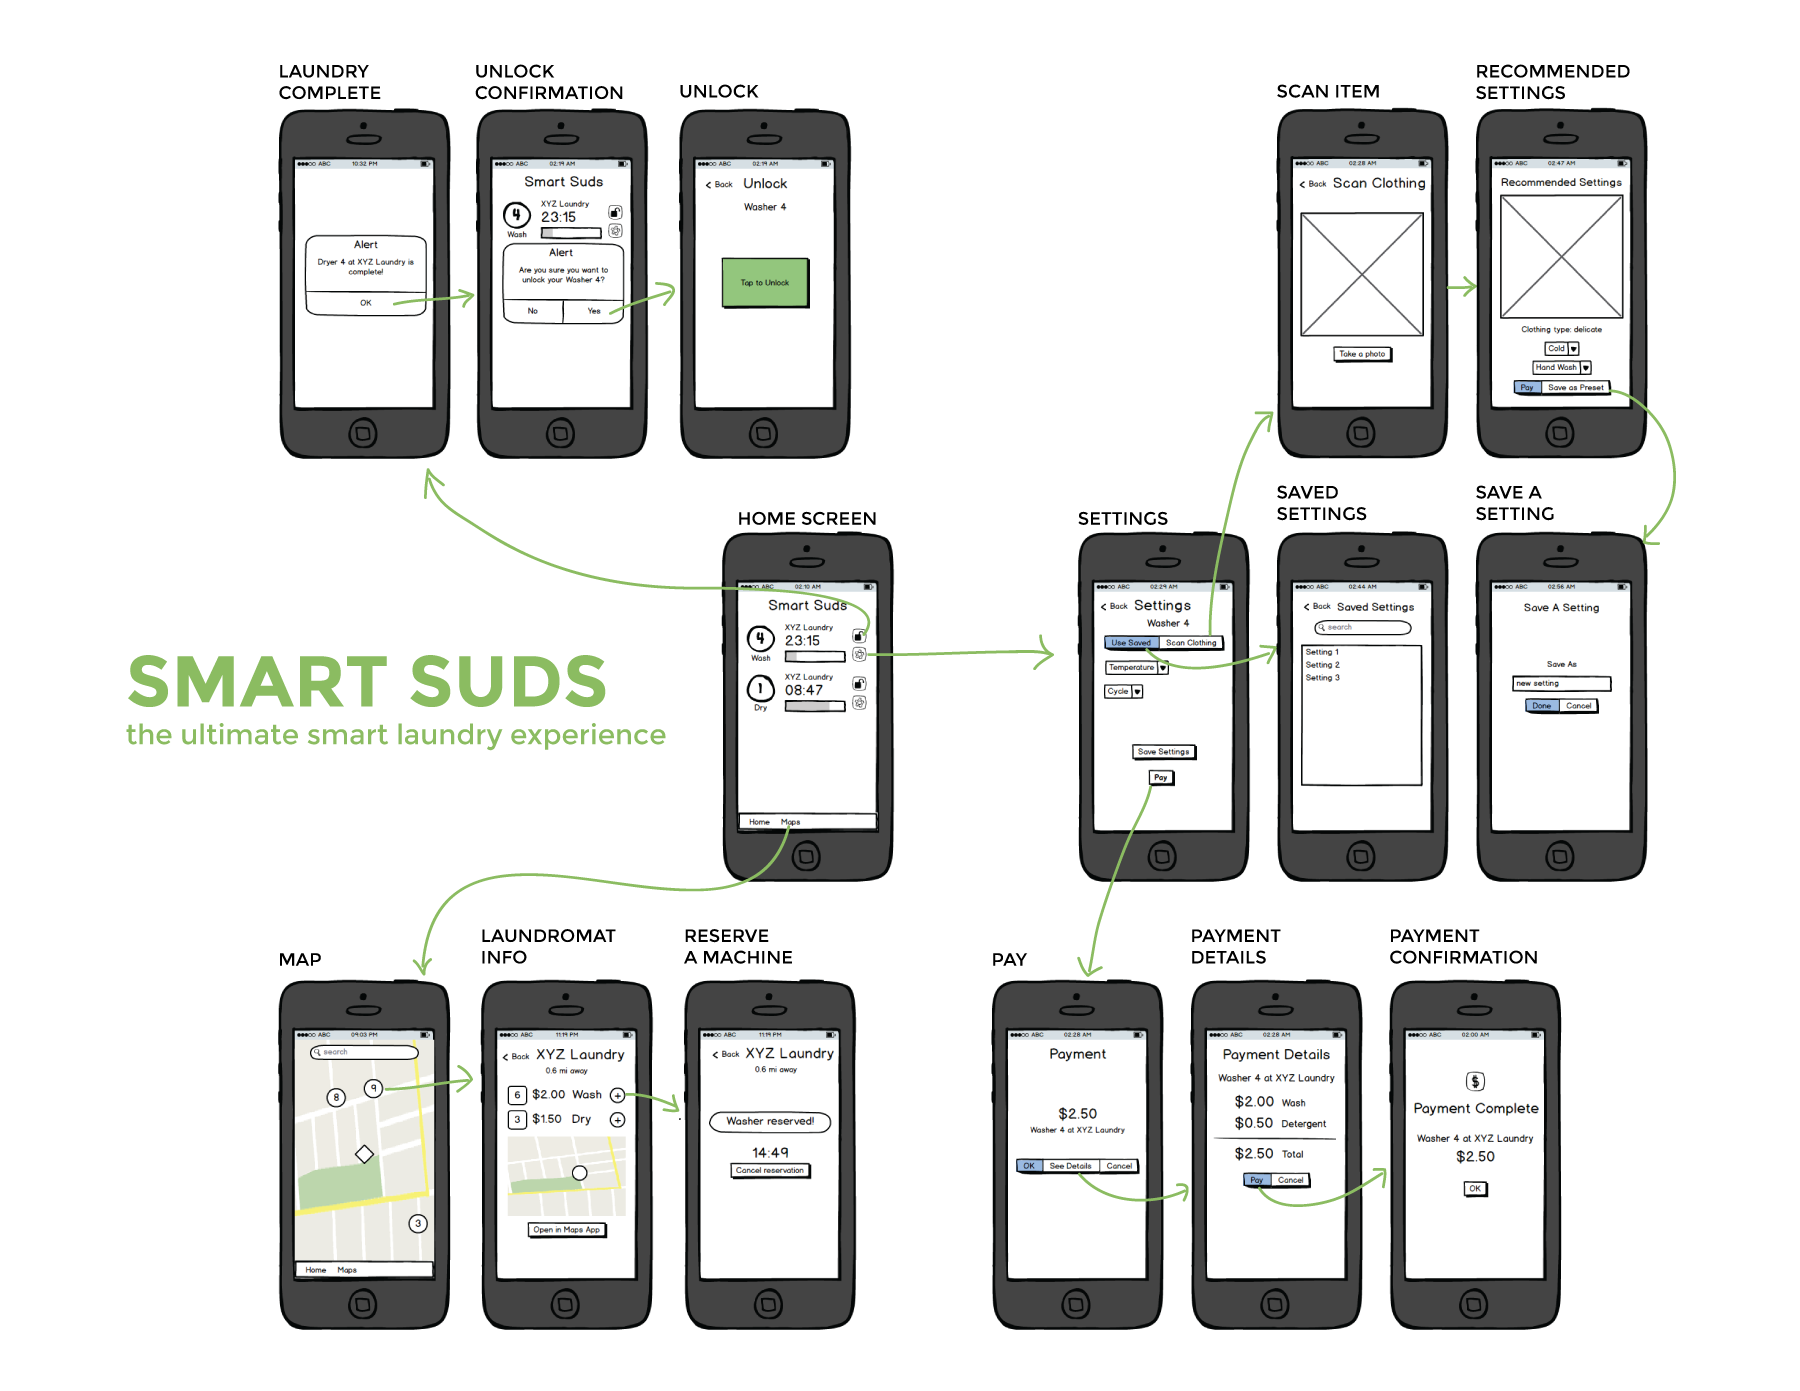 LAUNDRY
COMPLETE
ABC 10:32 PM
Alert
Dryer 4 at XYZ Laundry is
complete!
OK
UNLOCK
CONFIRMATION
ABC 02:19 AM
Smart Suds
4
Wash
XYZ Laundry
23:15
Alert
Are you sure you want to
unlock your Washer 4?
No Yes
UNLOCK
ABC 02:19 AM
< Back Unlock
Washer 4
Tap to Unlock
SCAN ITEM
ABC 02:28 AM
< Back Scan Clothing
Take a photo
RECOMMENDED
SETTINGS
ABC 02:47 AM
Recommended Settings
Clothing type: delicate
Cold
Hand Wash
Pay Save as Preset
SMART SUDS
the ultimate smart laundry experience
HOME SCREEN
ABC 02:10 AM
Smart Suds
4
Wash
XYZ Laundry
23:15
1
Dry
XYZ Laundry
08:47
Home Maps
SETTINGS
ABC 02:29 AM
< Back Settings
Washer 4
Use Saved Scan Clothing
Temperature
Cycle
Save Settings
Pay
SAVED
SETTINGS
ABC 02:44 AM
< Back Saved Settings
search
Setting 1
Setting 2
Setting 3
SAVE A
SETTING
ABC 02:56 AM
Save A Setting
Save As
new setting
Done Cancel
MAP
ABC 09:03 PM
search
9
8
3
Home Maps
LAUNDROMAT
INFO
ABC 11:19 PM
< Back XYZ Laundry
0.6 mi away
6 $2.00 Wash +
3 $1.50 Dry +
Open in Maps App
RESERVE
A MACHINE
ABC 11:19 PM
< Back XYZ Laundry
0.6 mi away
Washer reserved!
14:49
Cancel reservation
PAY
ABC 02:28 AM
Payment
$2.50
Washer 4 at XYZ Laundry
OK See Details Cancel
PAYMENT
DETAILS
ABC 02:28 AM
Payment Details
Washer 4 at XYZ Laundry
$2.00 Wash
$0.50 Detergent
$2.50 Total
Pay Cancel
PAYMENT
CONFIRMATION
ABC 02:00 AM
$
Payment Complete
Washer 4 at XYZ Laundry
$2.50
OK